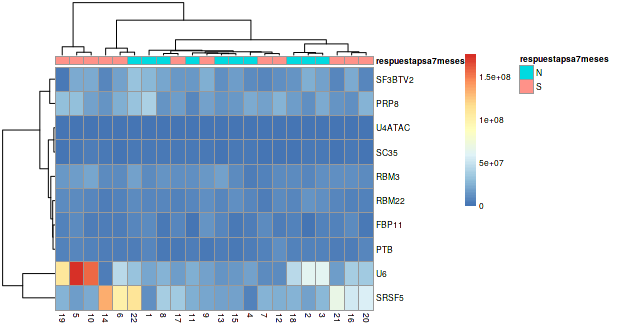 respuestapsa7meses
SF3BTV2
PRP8
U4ATAC
SC35
RBM3
RBM22
FBP11
PTB
U6
SRSF5
19 5 10 14 6 22 1 8 17 11 9 13 15 4 7 12 18 2 3 21 16 20
1.5e+08
1e+08
5e+07
0
respuestapsa7meses
N
S